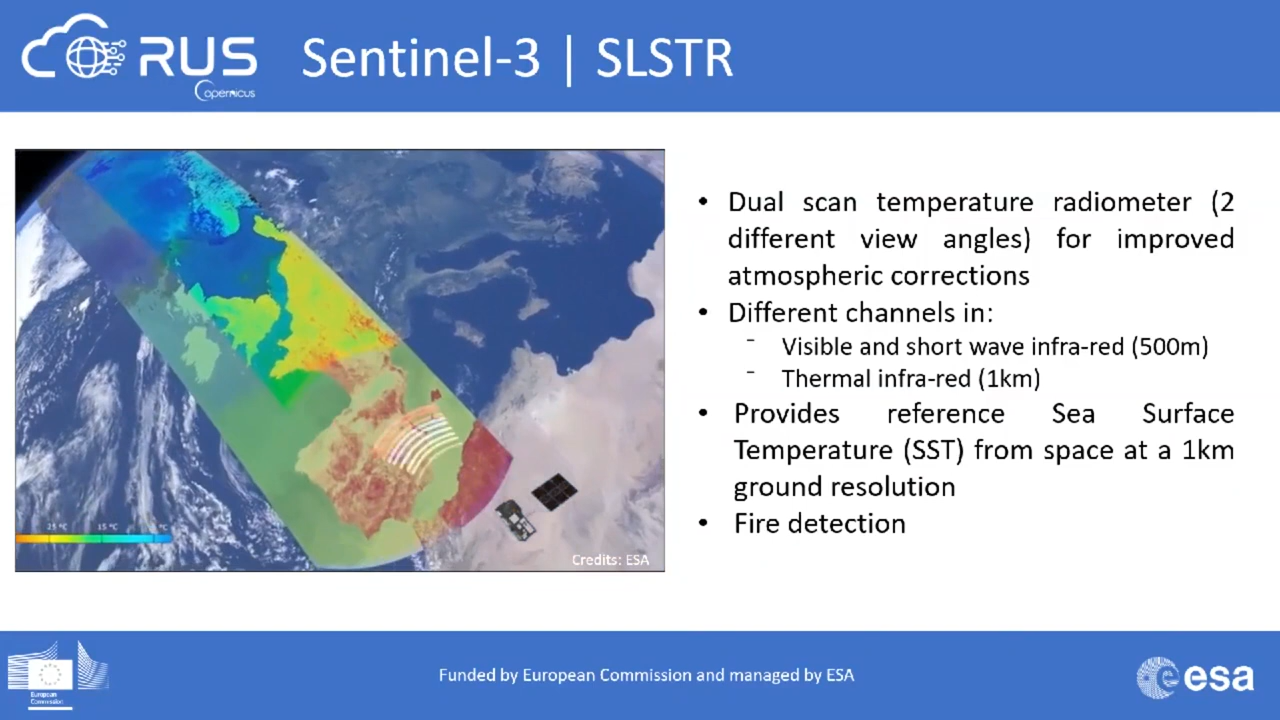 RUS
Copernicus
Sentinel-3 | SLSTR
• Dual scan temperature radiometer (2
different view angles) for improved
atmospheric corrections
• Different channels in:
- Visible and short wave infra-red (500m)
- Thermal infra-red (1km)
• Provides reference Sea Surface
Temperature (SST) from space at a 1km
ground resolution
• Fire detection
25 °C 15 °C °C
Credits: ESA
European
Commission
Funded by European Commission and managed by ESA
esa